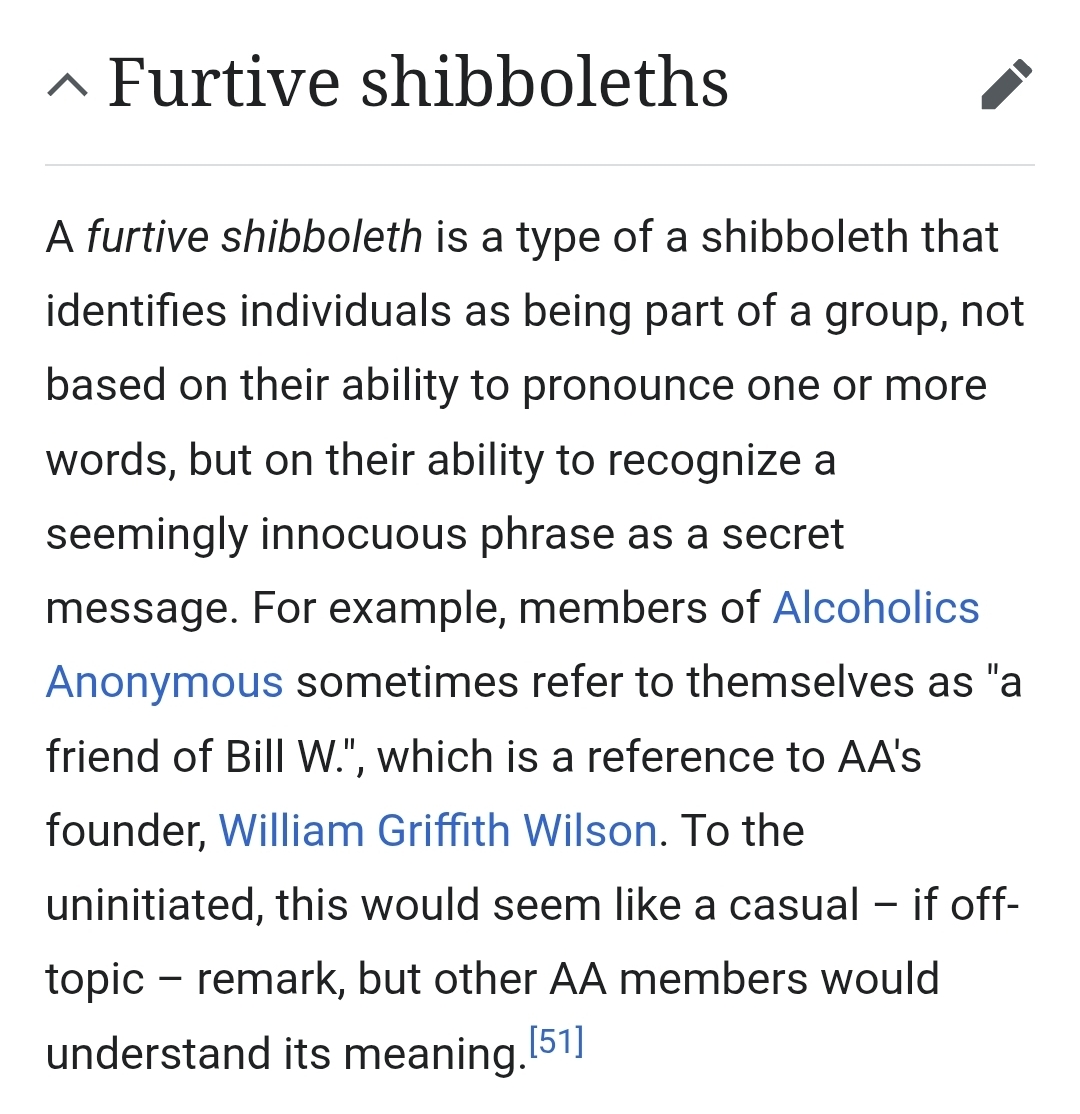 Furtive shibboleths
A furtive shibboleth is a type of a shibboleth that
identifies individuals as being part of a group, not
based on their ability to pronounce one or more
words, but on their ability to recognize a
seemingly innocuous phrase as a secret
message. For example, members of Alcoholics
Anonymous sometimes refer to themselves as "a
friend of Bill W.", which is a reference to AA's
founder, William Griffith Wilson. To the
uninitiated, this would seem like a casual – if off-
topic – remark, but other AA members would
understand its meaning.[51]